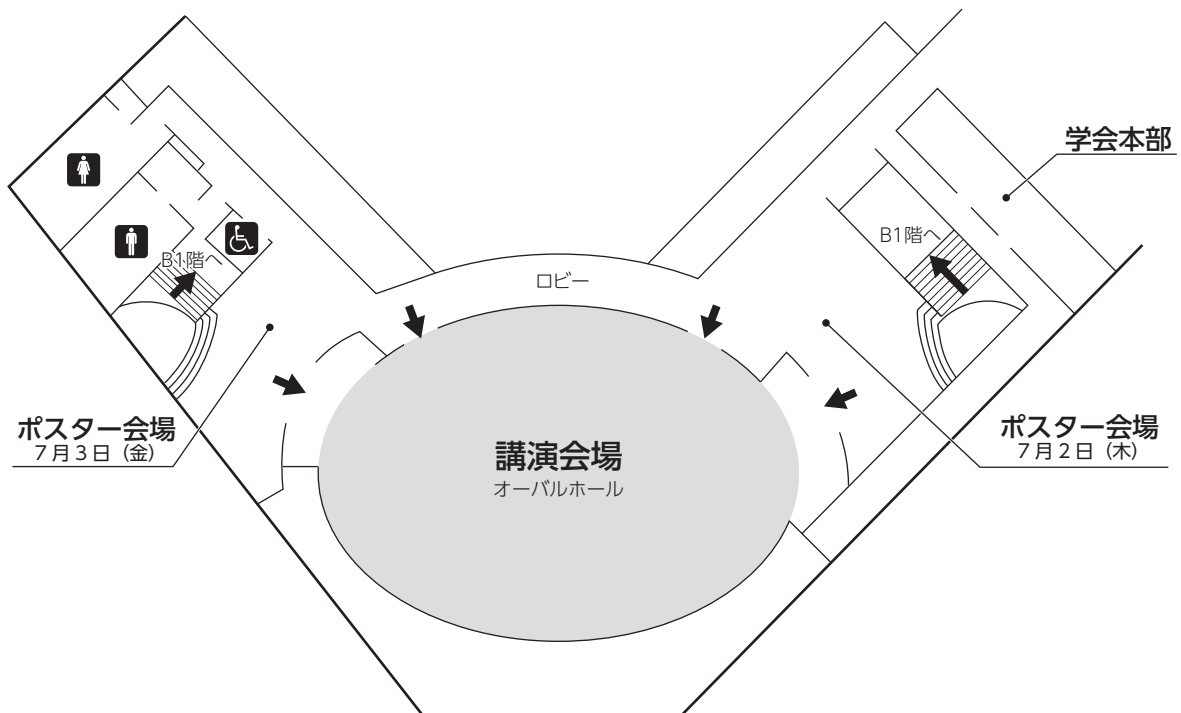 学会本部
B1階へ
B1階へ
ロビー
ポスター会場
7月3日（金）
講演会場
オーバルホール
ポスター会場
7月2日（木）